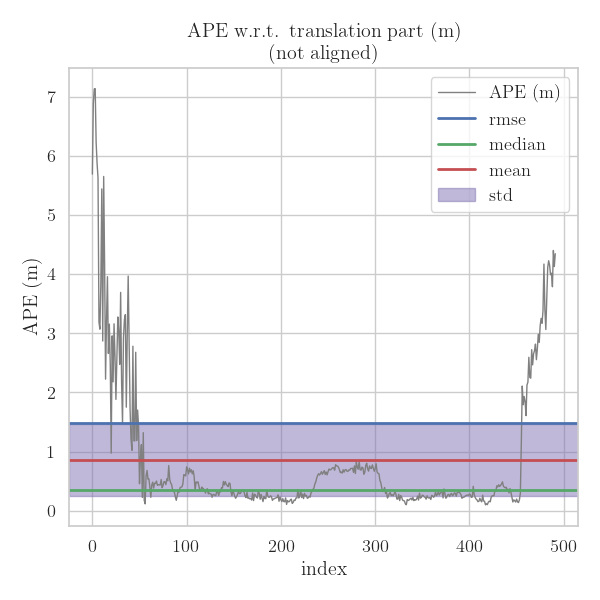 APE w.r.t. translation part (m)
(not aligned)
APE (m)
rmse
median
mean
std
APE (m)
7
6
5
4
3
2
1
0
0 100 200 300 400 500
index